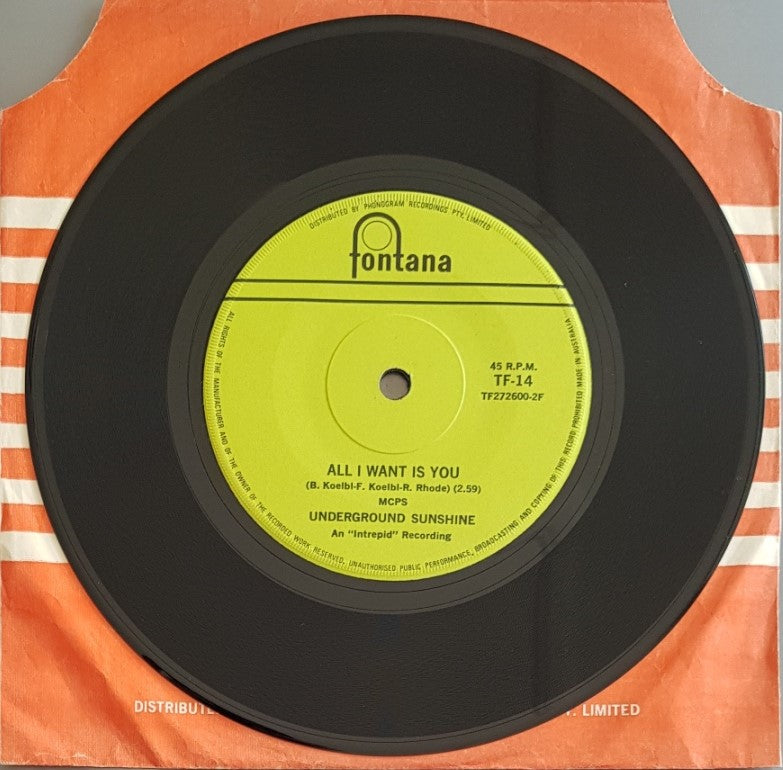 DISTRIBUTED BY PHONOGRAM RECORDINGS PTY. LIMITED
fontana
45 R.P.M.
TF-14
TF272600-2F
ALL I WANT IS YOU
(B. Koelbl-F. Koelbl-R. Rhode) (2.59)
MCPS
UNDERGROUND SUNSHINE
An "Intrepid" Recording
ALL RIGHTS OF THE MANUFACTURER AND OF THE OWNER OF THE RECORDED WORK RESERVED, UNAUTHORISED PUBLIC PERFORMANCE, BROADCASTING AND COPYING OF THIS RECORD PROHIBITED MADE IN AUSTRALIA
LIMITED